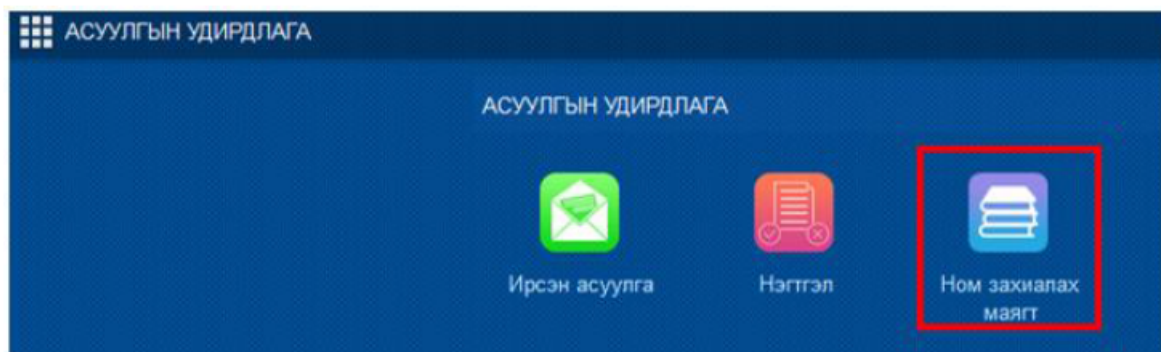 АСУУЛГЫН УДИРДЛАГА
АСУУЛГЫН УДИРДЛАГА
Ирсэн асуулга
Нэгтгэл
Ном захиалах
маягт